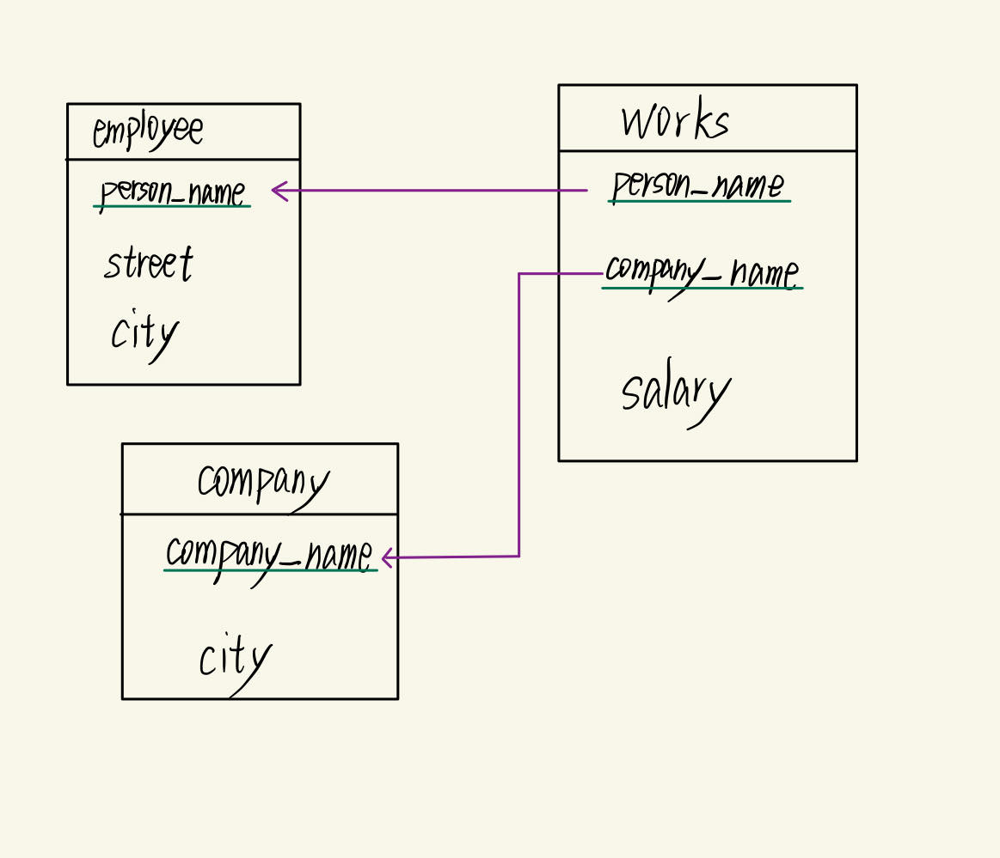 employee
person_name
street
city
works
person_name
company_name
salary
company
company_name
city